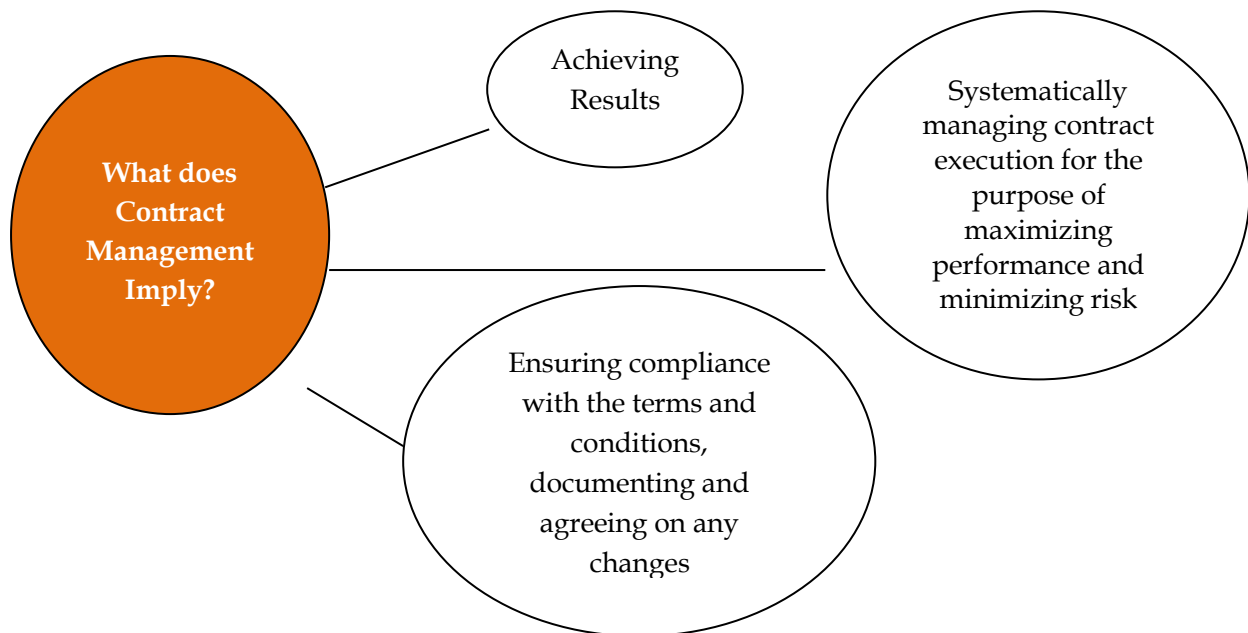 What does
Contract
Management
Imply?
Achieving
Results
Systematically
managing contract
execution for the
purpose of
maximizing
performance and
minimizing risk
Ensuring compliance
with the terms and
conditions,
documenting and
agreeing on any
changes